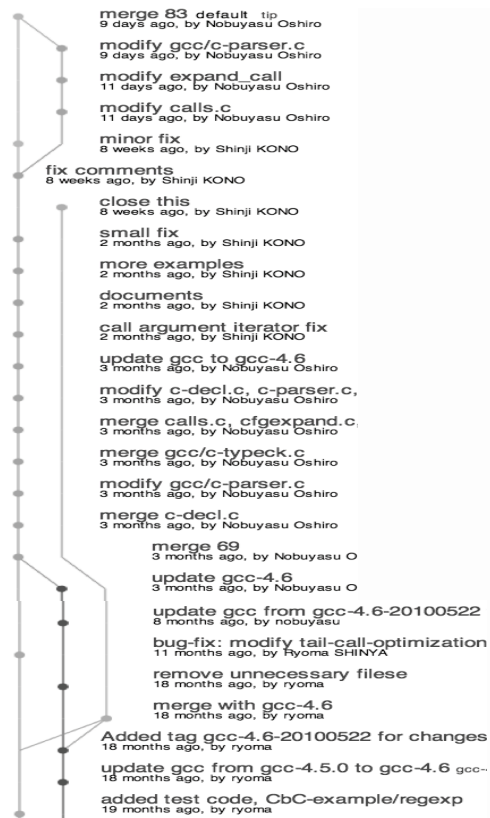 merge 83 default tip
9 days ago, by Nobuyasu Oshiro
modify gcc/c-parser.c
9 days ago, by Nobuyasu Oshiro
modify expand_call
11 days ago, by Nobuyasu Oshiro
modify calls.c
11 days ago, by Nobuyasu Oshiro
minor fix
8 weeks ago, by Shinji KONO
fix comments
8 weeks ago, by Shinji KONO
close this
8 weeks ago, by Shinji KONO
small fix
2 months ago, by Shinji KONO
more examples
2 months ago, by Shinji KONO
documents
2 months ago, by Shinji KONO
call argument iterator fix
2 months ago, by Shinji KONO
update gcc to gcc-4.6
3 months ago, by Nobuyasu Oshiro
modify c-decl.c, c-parser.c,
3 months ago, by Nobuyasu Oshiro
merge calls.c, cfgexpand.c,
3 months ago, by Nobuyasu Oshiro
merge gcc/c-typeck.c
3 months ago, by Nobuyasu Oshiro
modify gcc/c-parser.c
3 months ago, by Nobuyasu Oshiro
merge c-decl.c
3 months ago, by Nobuyasu Oshiro
merge 69
3 months ago, by Nobuyasu O
update gcc-4.6
3 months ago, by Nobuyasu O
update gcc from gcc-4.6-20100522
8 months ago, by nobuyasu
bug-fix: modify tail-call-optimization
11 months ago, by Ryoma SHINYA
remove unnecessary filese
18 months ago, by ryoma
merge with gcc-4.6
18 months ago, by ryoma
Added tag gcc-4.6-20100522 for changes
18 months ago, by ryoma
update gcc from gcc-4.5.0 to gcc-4.6 gcc-
18 months ago, by ryoma
added test code, CbC-example/regexp
19 months ago, by ryoma